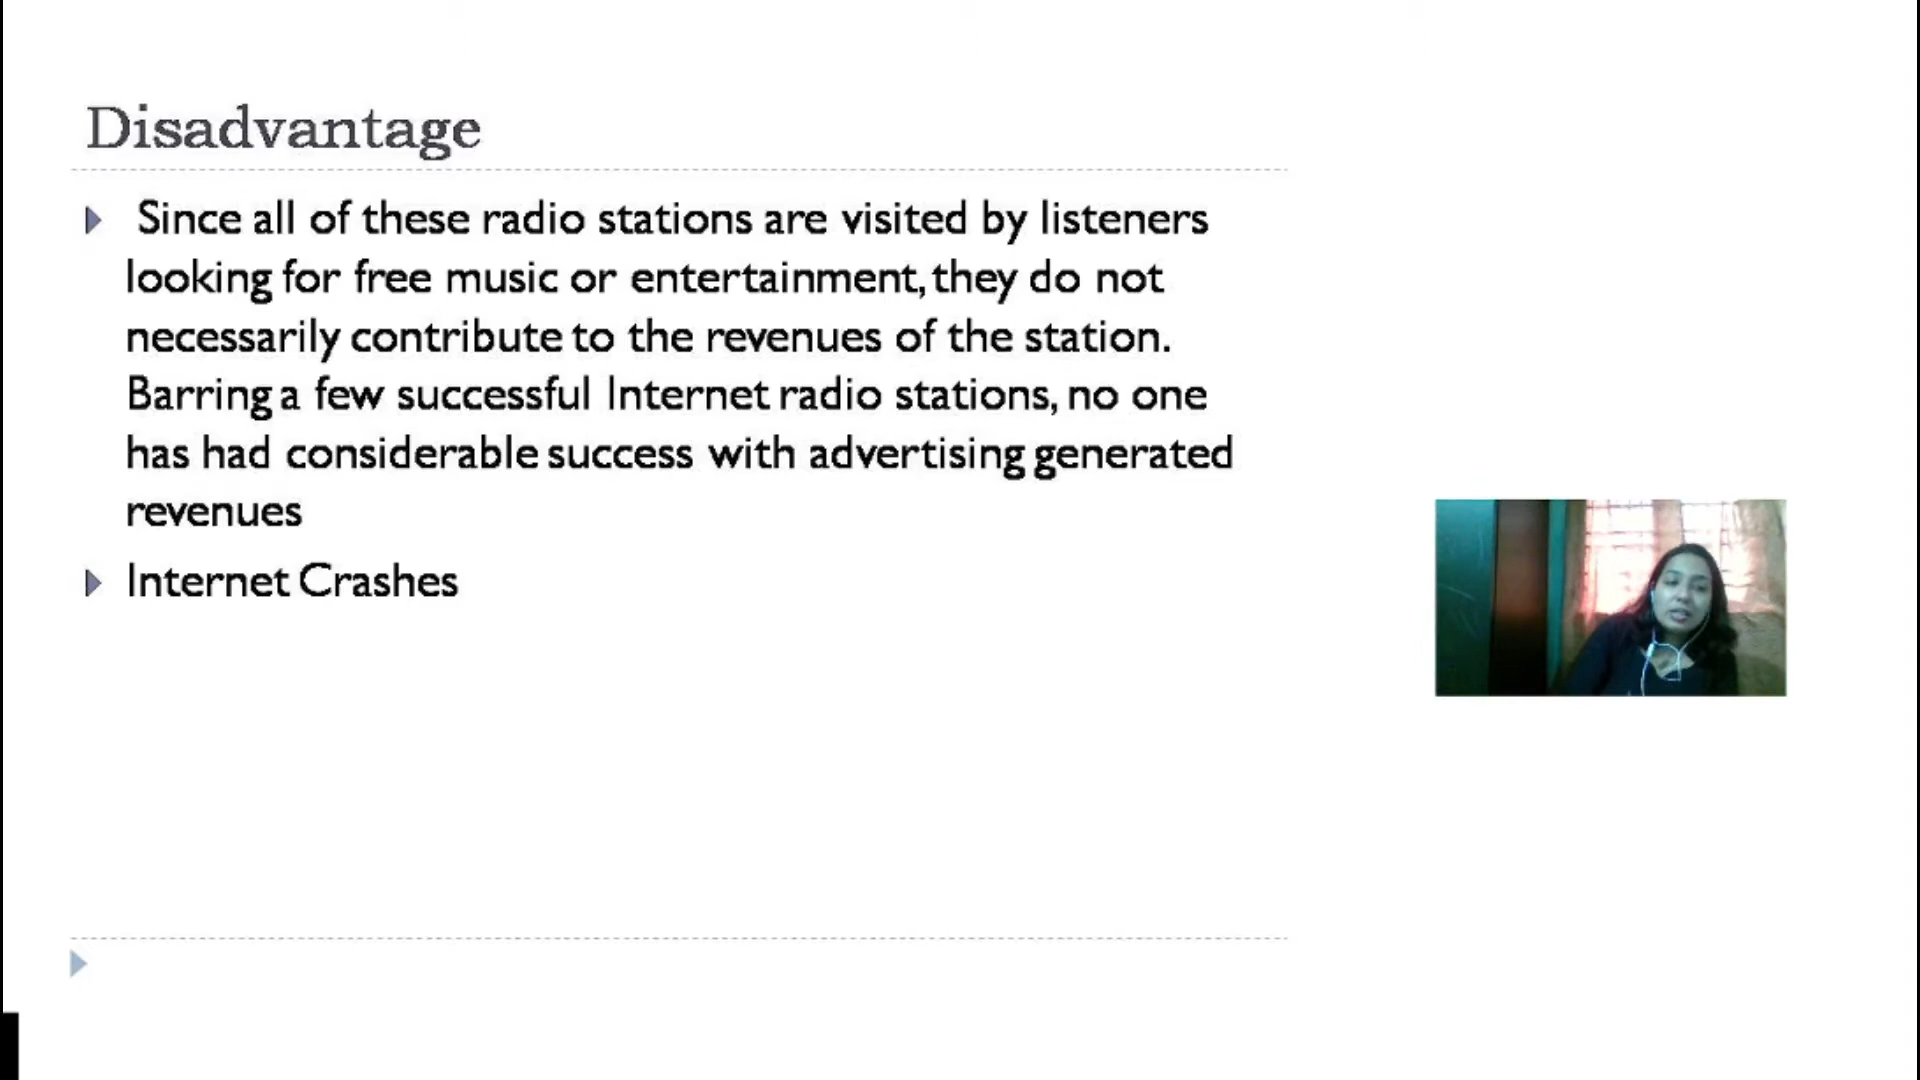 Disadvantage
Since all of these radio stations are visited by listeners
looking for free music or entertainment, they do not
necessarily contribute to the revenues of the station.
Barring a few successful Internet radio stations, no one
has had considerable success with advertising generated
revenues
Internet Crashes